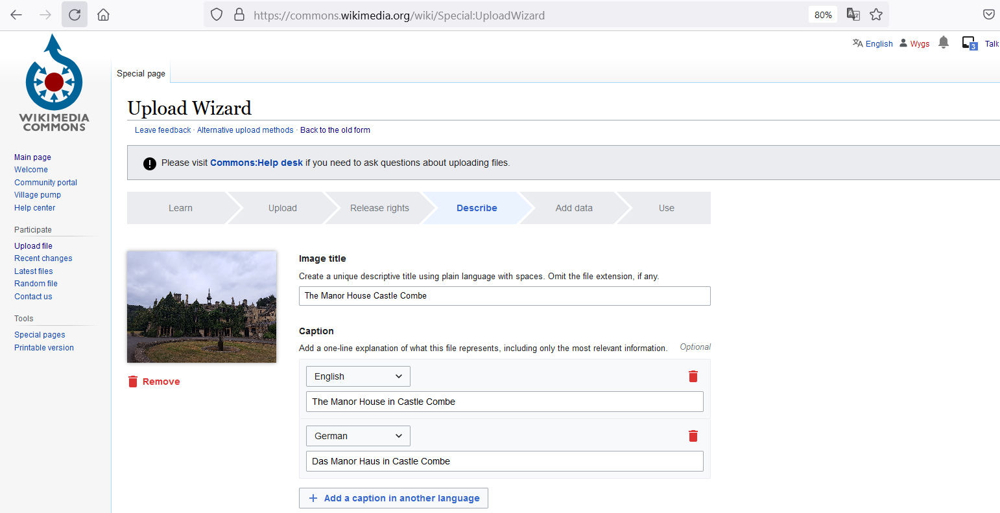 https://commons.wikimedia.org/wiki/Special:UploadWizard
80%
English
Wygs
3
Talk
WIKIMEDIA
COMMONS
Special page
Upload Wizard
Leave feedback · Alternative upload methods · Back to the old form
Please visit Commons:Help desk if you need to ask questions about uploading files.
Main page
Welcome
Community portal
Village pump
Help center
Participate
Upload file
Recent changes
Latest files
Random file
Contact us
Tools
Special pages
Printable version
Learn
Upload
Release rights
Describe
Add data
Use
Remove
Image title
Create a unique descriptive title using plain language with spaces. Omit the file extension, if any.
The Manor House Castle Combe
Caption
Add a one-line explanation of what this file represents, including only the most relevant information.
Optional
English
The Manor House in Castle Combe
German
Das Manor Haus in Castle Combe
+ Add a caption in another language